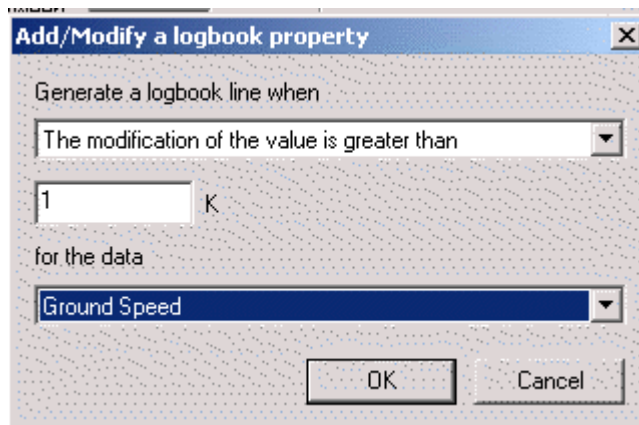 Add/Modify a logbook property
Generate a logbook line when
The modification of the value is greater than
1 K
for the data
Ground Speed
OK Cancel